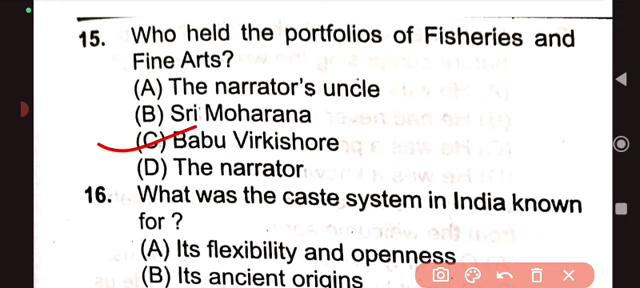 15. Who held the portfolios of Fisheries and
Fine Arts?
(A) The narrator's uncle
(B) Sri Moharana
(C) Babu Virkishore
(D) The narrator
16. What was the caste system in India known
for ?
(A) Its flexibility and openness
(B) Its ancient origins